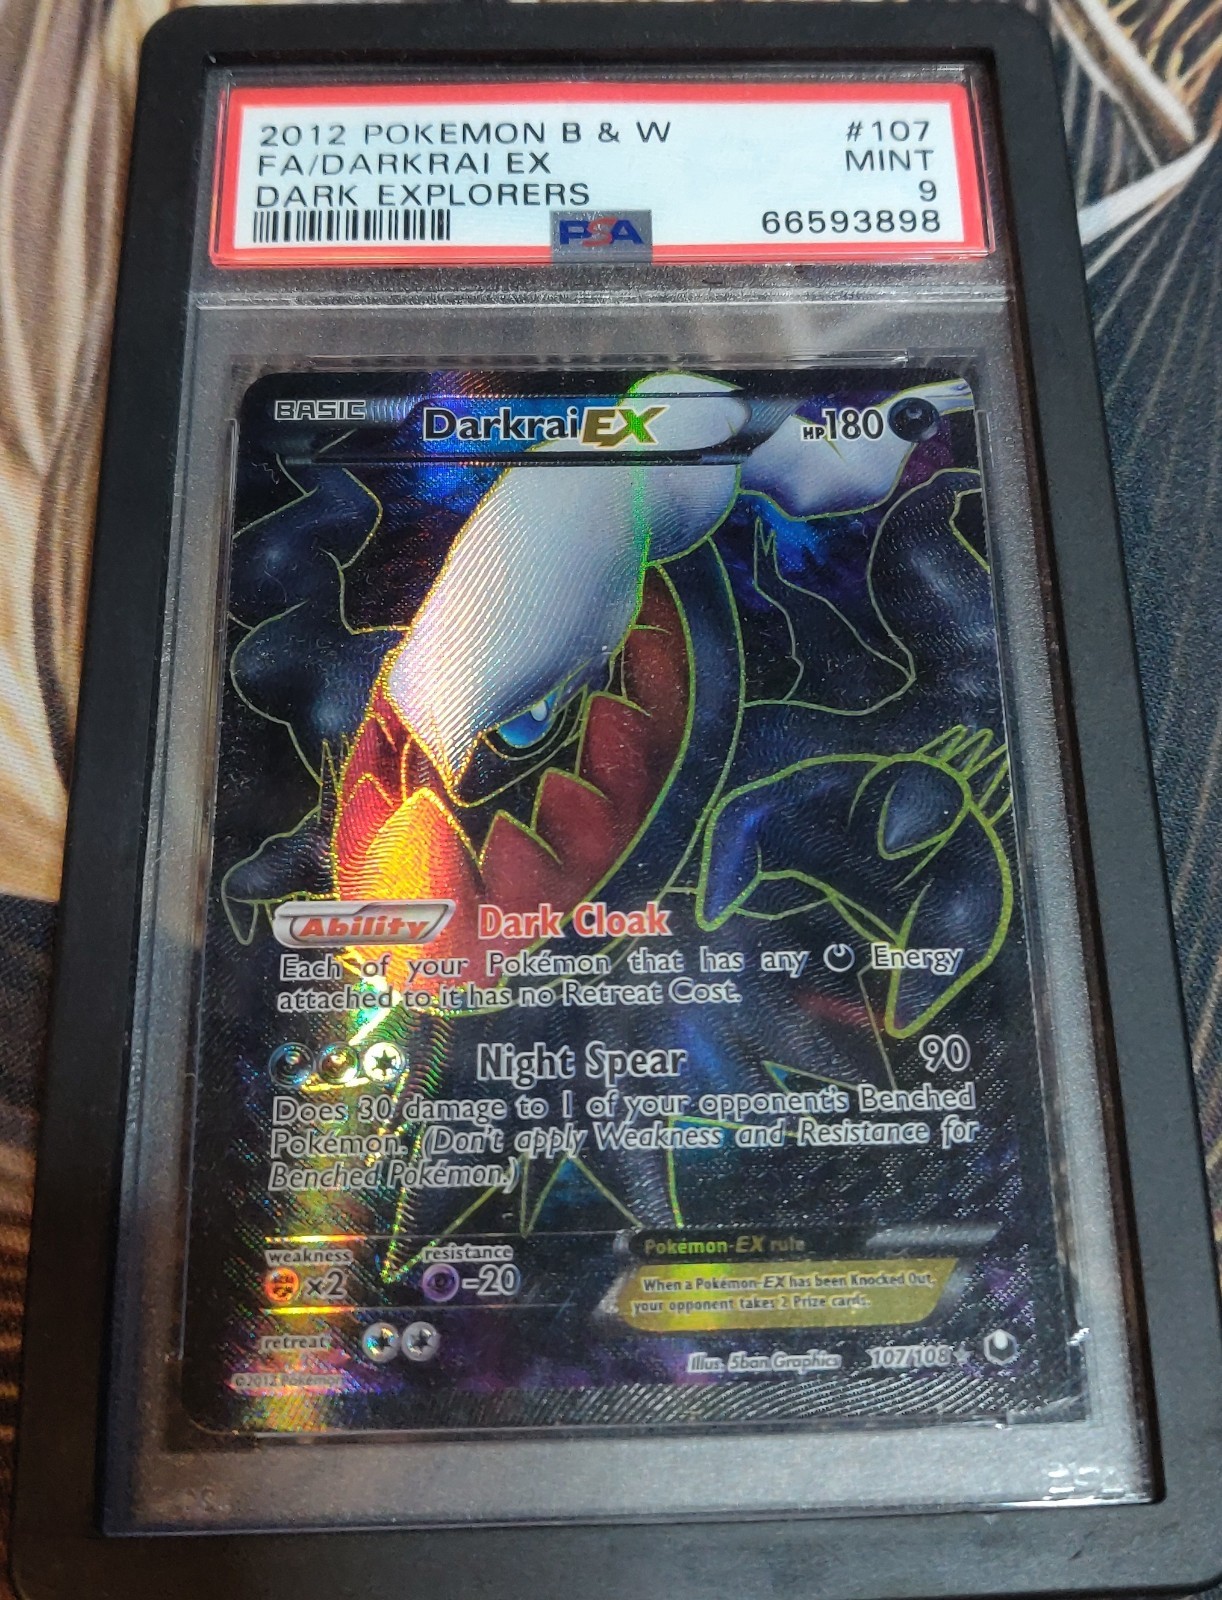 2012 POKEMON B & W #107
FA/DARKRAI EX MINT
DARK EXPLORERS 9
PSA 66593898
BASIC Darkrai EX HP180
Ability Dark Cloak
Each of your Pokémon that has any Energy
attached to it has no Retreat Cost.
Night Spear 90
Does 30 damage to 1 of your opponent's Benched
Pokémon. (Don't apply Weakness and Resistance for
Benched Pokémon.)
weakness resistance Pokémon-EX rule
×2 -20 When a Pokémon-EX has been Knocked Out,
your opponent takes 2 Prize cards.
retreat
Illus. 5ban Graphics 107/108
©2012 Pokémon